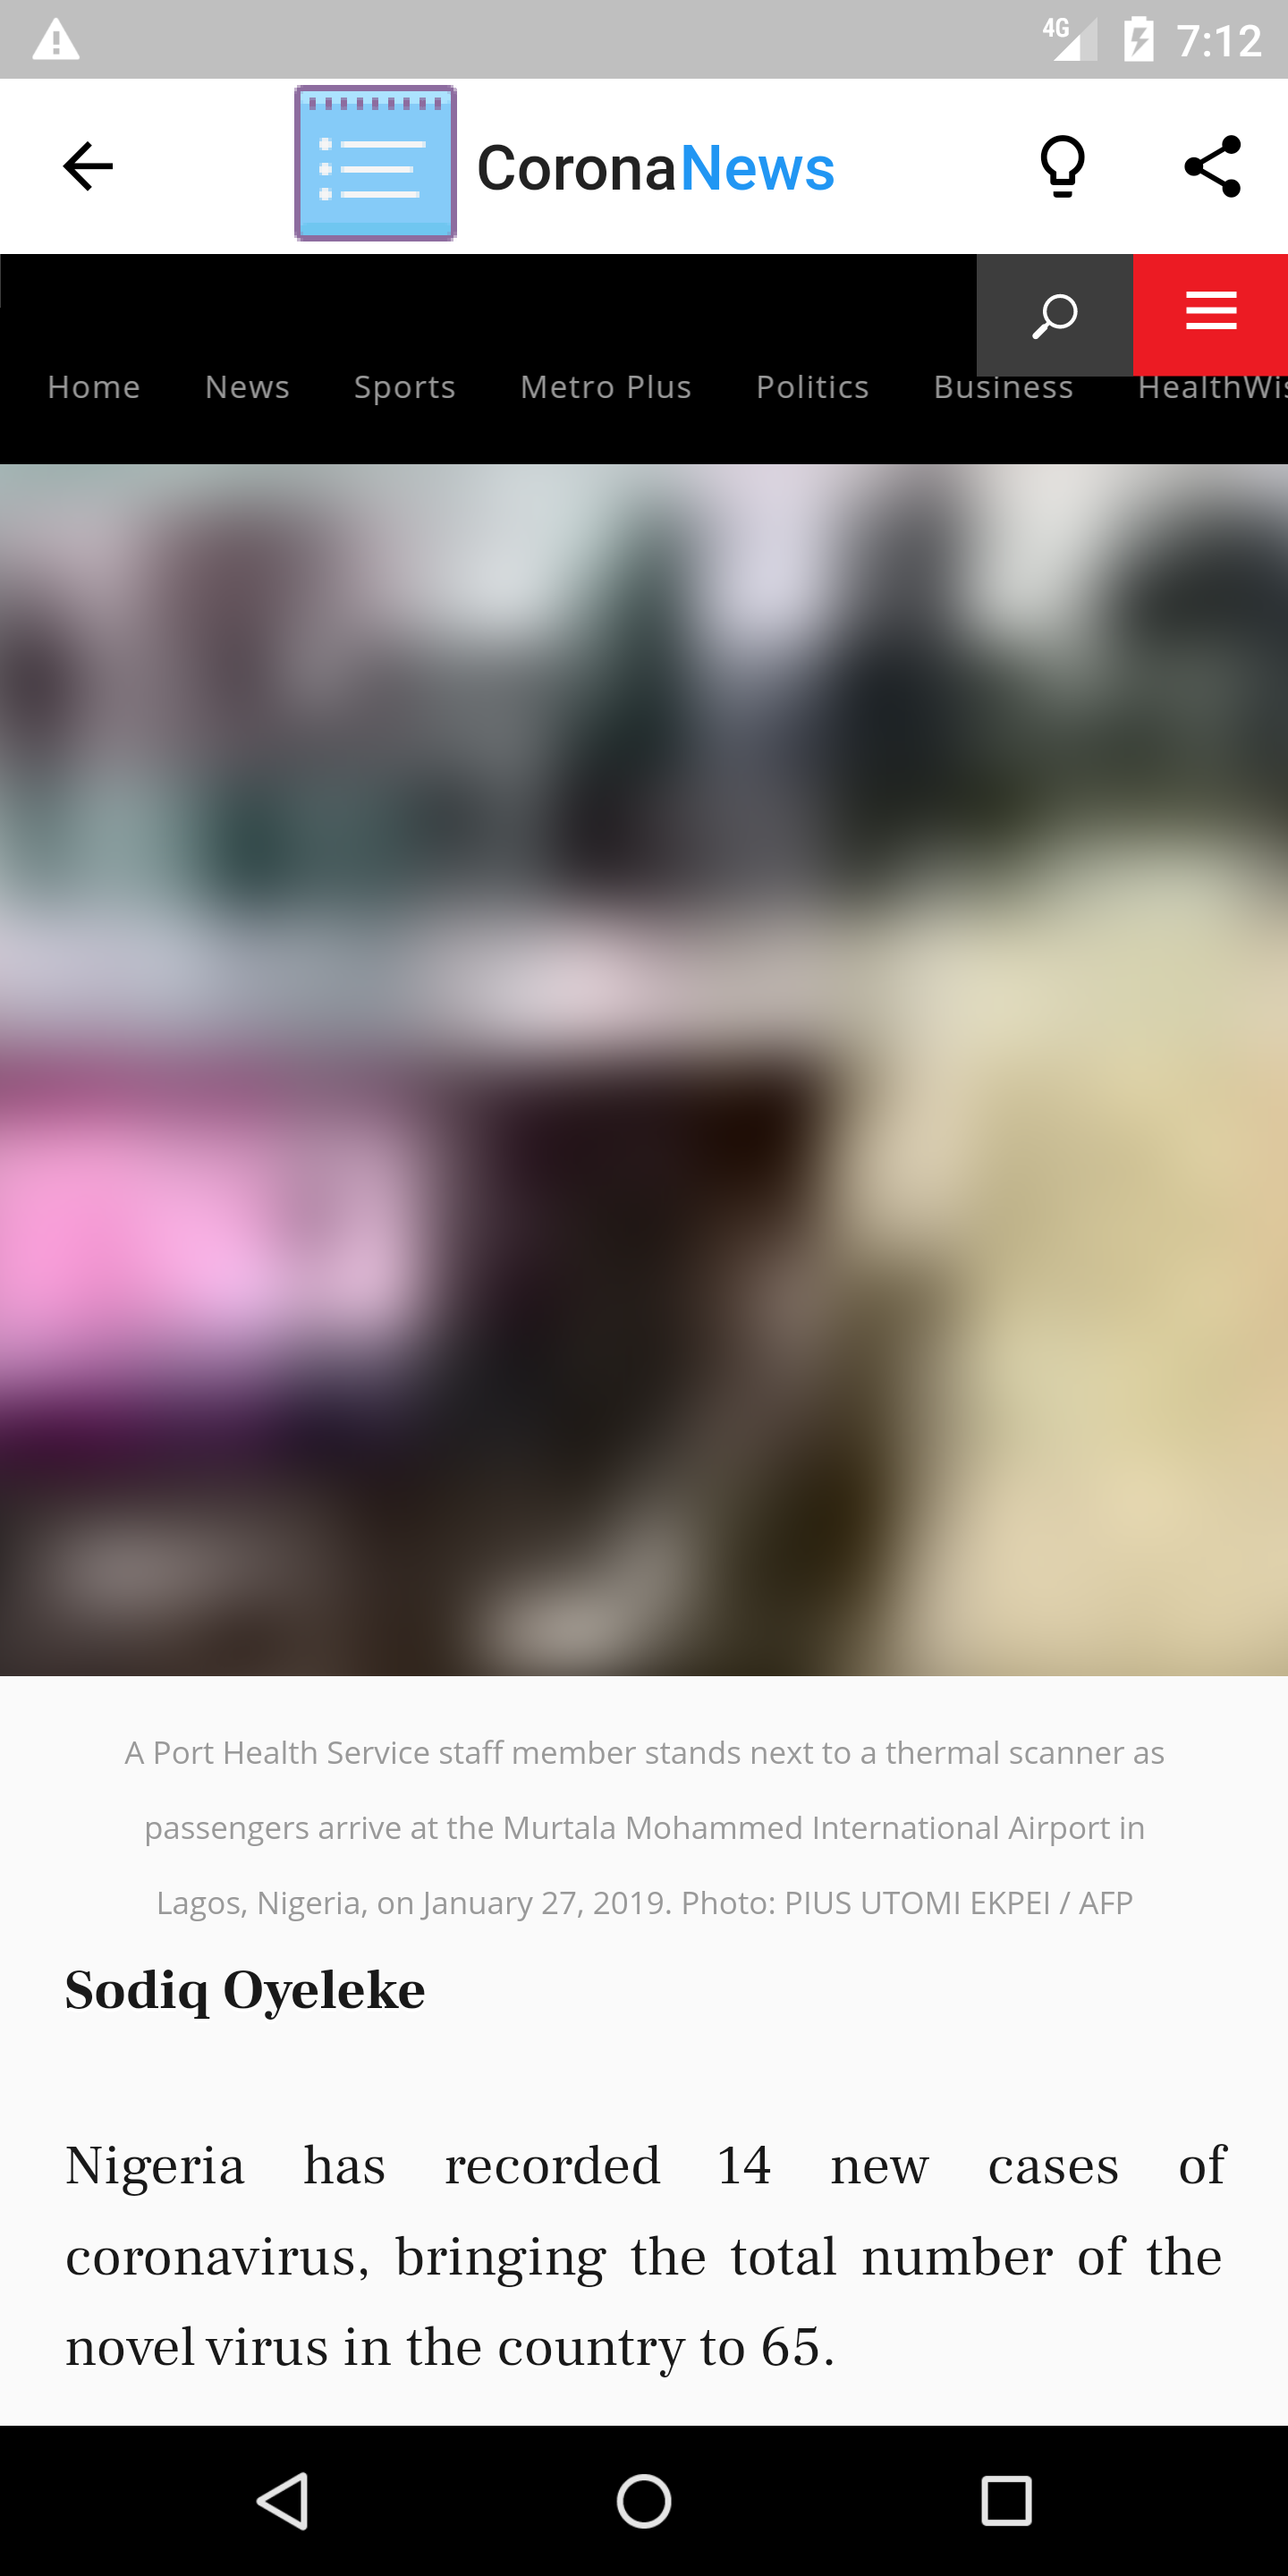 4G 7:12
CoronaNews
Home News Sports Metro Plus Politics Business HealthWis
A Port Health Service staff member stands next to a thermal scanner as
passengers arrive at the Murtala Mohammed International Airport in
Lagos, Nigeria, on January 27, 2019. Photo: PIUS UTOMI EKPEI / AFP
Sodiq Oyeleke
Nigeria has recorded 14 new cases of
coronavirus, bringing the total number of the
novel virus in the country to 65.